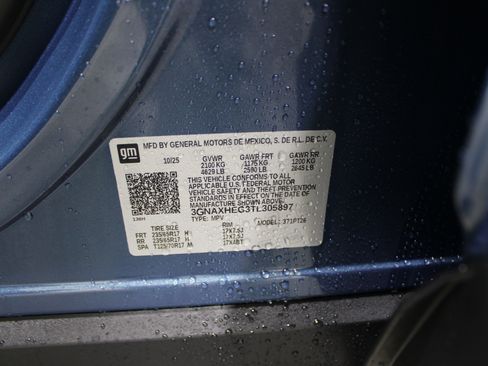 gm
MFD BY GENERAL MOTORS DE MEXICO, S. DE R.L. DE C.V.
10/25 GVWR GAWR FRT GAWR RR
2100 KG 1175 KG 1200 KG
4629 LB 2590 LB 2645 LB
THIS VEHICLE CONFORMS TO ALL
APPLICABLE U.S. FEDERAL MOTOR
VEHICLE SAFETY AND THEFT PREVENTION
STANDARDS IN EFFECT ON THE DATE OF
MANUFACTURE SHOWN ABOVE.
3GNAXHEG3TL305897
TYPE: MPV MODEL: 371PT26
TIRE SIZE RIM
FRT 235/65R17 H 17X7.5J
RR 235/65R17 H 17X7.5J
SPA T125/70R17 M 17X4BT